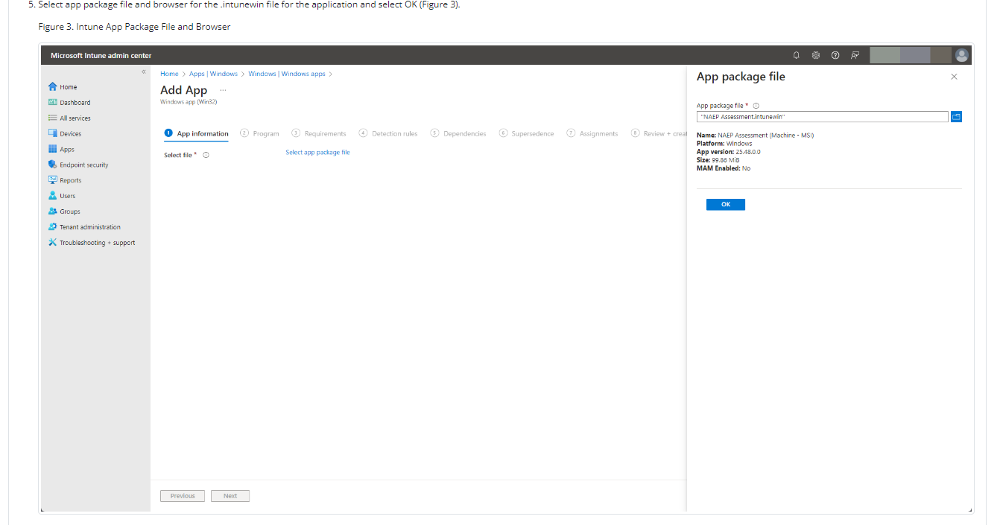 5. Select app package file and browser for the .intunewin file for the application and select OK (Figure 3).
Figure 3. Intune App Package File and Browser
Microsoft Intune admin center
«
Home
Dashboard
All services
Devices
Apps
Endpoint security
Reports
Users
Groups
Tenant administration
Troubleshooting + support
Home > Apps | Windows > Windows | Windows apps >
Add App ...
Windows app (Win32)
1 App information 2 Program 3 Requirements 4 Detection rules 5 Dependencies 6 Supersedence 7 Assignments 8 Review + creat
Select file * Select app package file
Previous Next
App package file
App package file *
"NAEP Assessment.intunewin"
Name: NAEP Assessment (Machine - MSI)
Platform: Windows
App version: 25.48.0.0
Size: 99.86 MiB
MAM Enabled: No
OK